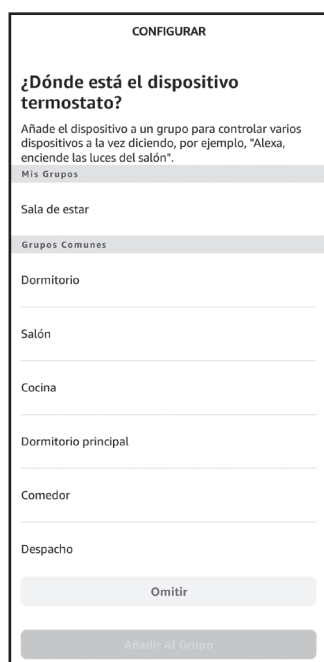 CONFIGURAR
¿Dónde está el dispositivo
termostato?
Añade el dispositivo a un grupo para controlar varios
dispositivos a la vez diciendo, por ejemplo, "Alexa,
enciende las luces del salón".
Mis Grupos
Sala de estar
Grupos Comunes
Dormitorio
Salón
Cocina
Dormitorio principal
Comedor
Despacho
Omitir
Añadir Al Grupo